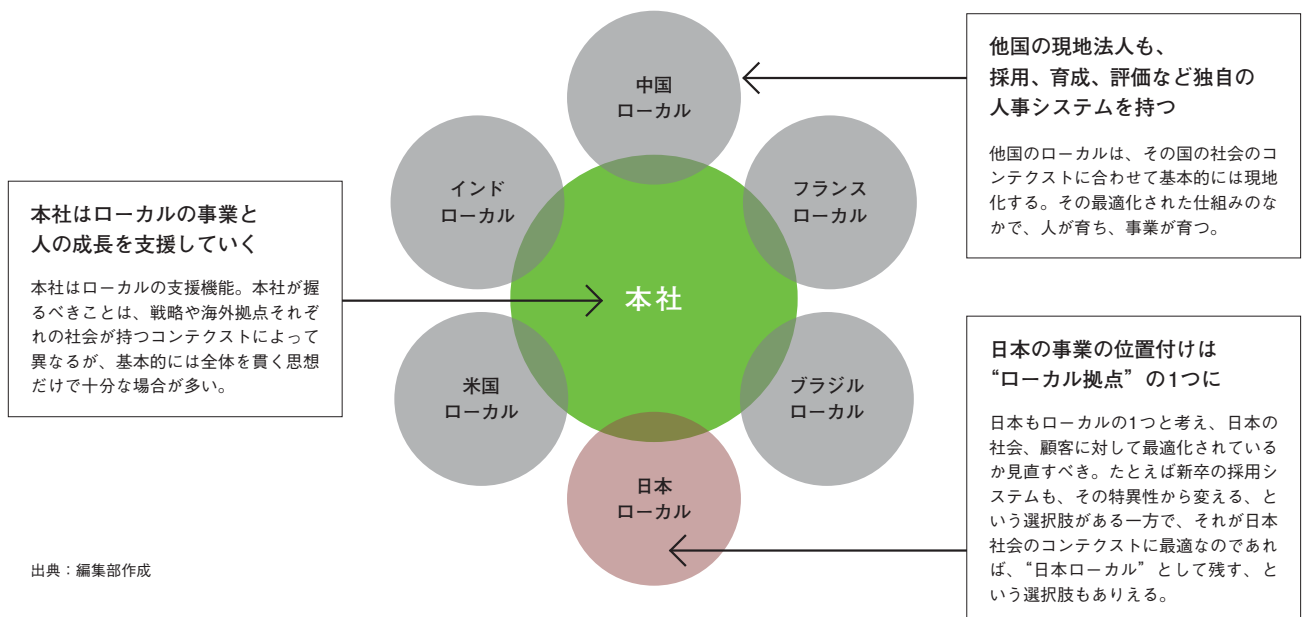 中国
ローカル
インド
ローカル
フランス
ローカル
本社
米国
ローカル
ブラジル
ローカル
日本
ローカル
本社はローカルの事業と
人の成長を支援していく
本社はローカルの支援機能。本社が握
るべきことは、戦略や海外拠点それぞ
れの社会が持つコンテクストによって
異なるが、基本的には全体を貫く思想
だけで十分な場合が多い。
他国の現地法人も、
採用、育成、評価など独自の
人事システムを持つ
他国のローカルは、その国の社会のコ
ンテクストに合わせて基本的には現地
化する。その最適化された仕組みのな
かで、人が育ち、事業が育つ。
日本の事業の位置付けは
“ローカル拠点”の1つに
日本もローカルの1つと考え、日本の
社会、顧客に対して最適化されている
か見直すべき。たとえば新卒の採用シ
ステムも、その特異性から変える、と
いう選択肢がある一方で、それが日本
社会のコンテクストに最適なのであれ
ば、“日本ローカル”として残す、と
いう選択肢もありえる。
出典：編集部作成